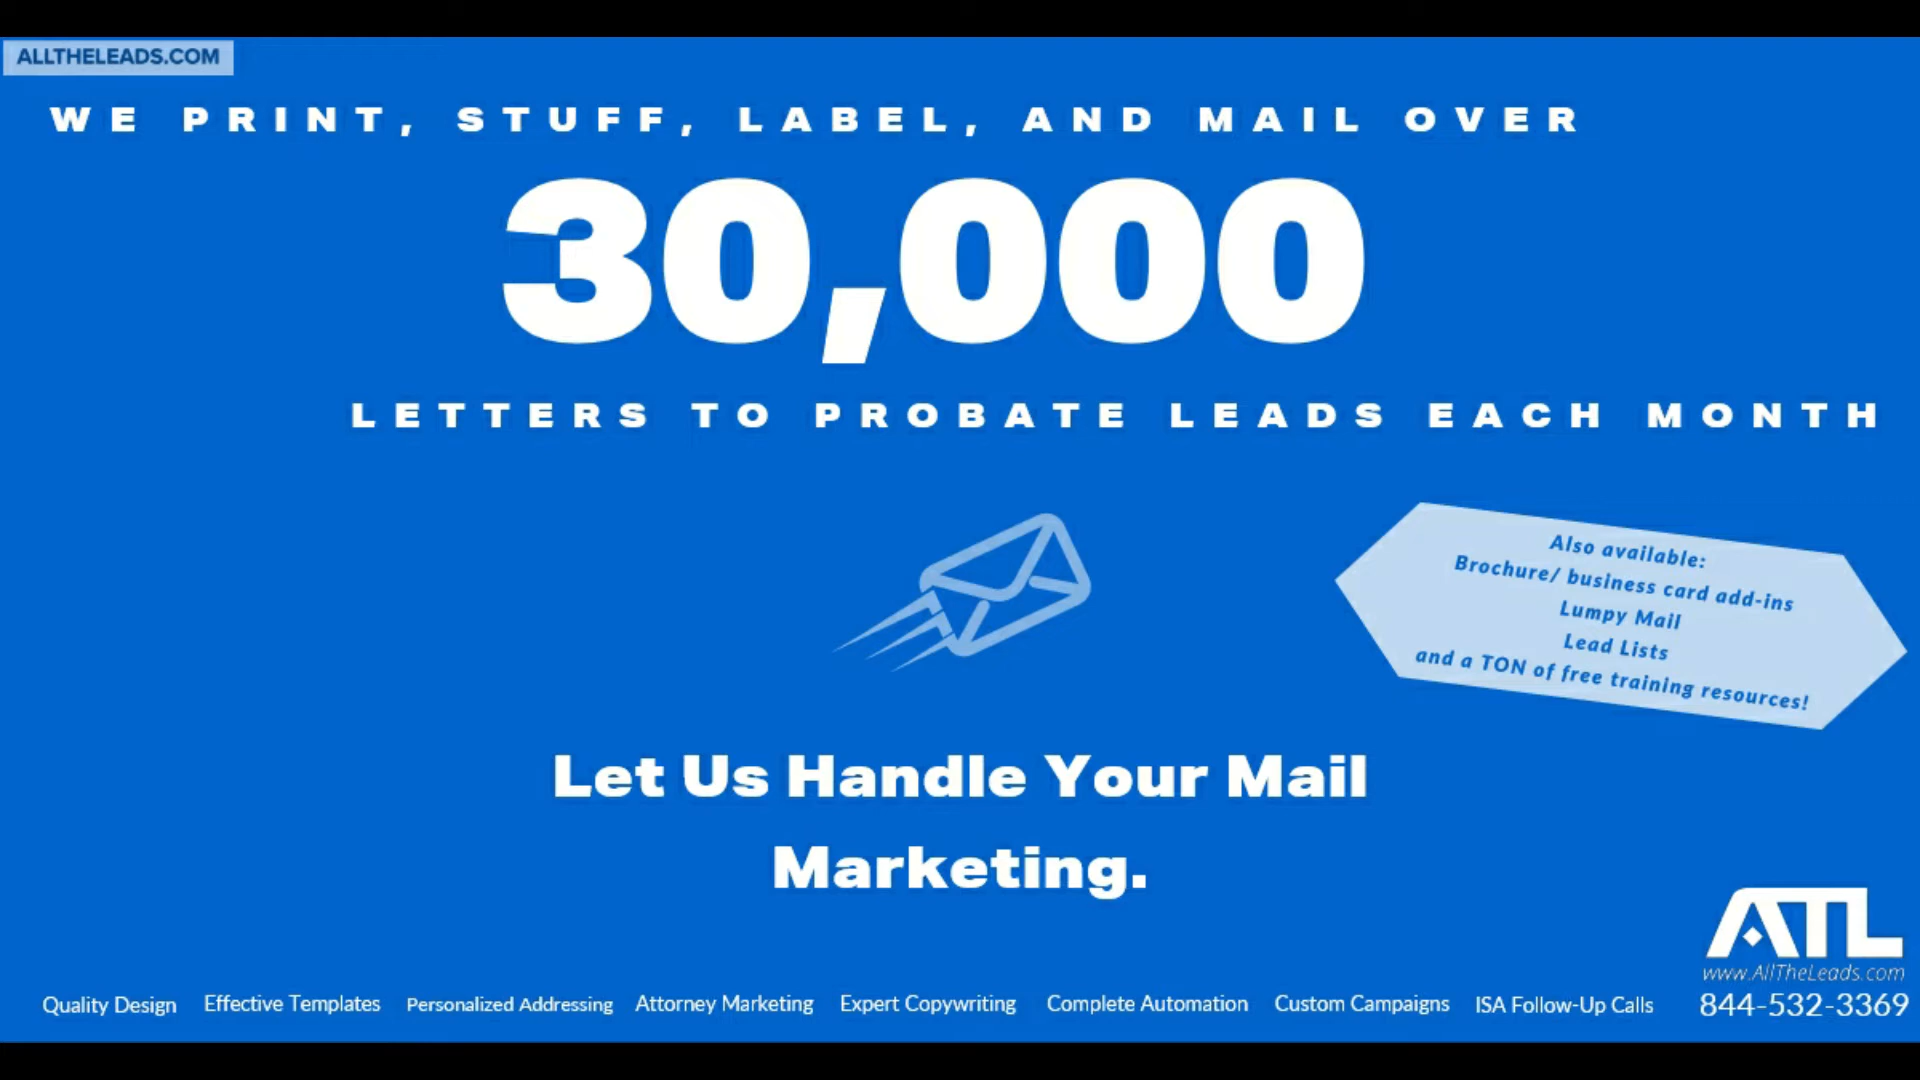 ALLTHELEADS.COM
WE PRINT, STUFF, LABEL, AND MAIL OVER
30,000
LETTERS TO PROBATE LEADS EACH MONTH
Also available:
Brochure/ business card add-ins
Lumpy Mail
Lead Lists
and a TON of free training resources!
Let Us Handle Your Mail
Marketing.
ATL
www.AllTheLeads.com
844-532-3369
Quality Design Effective Templates Personalized Addressing Attorney Marketing Expert Copywriting Complete Automation Custom Campaigns ISA Follow-Up Calls